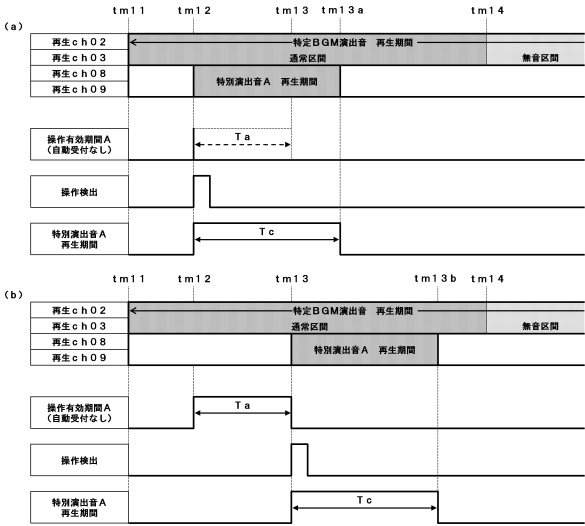 tm11 tm12 tm13 tm13a tm14
(a)
再生ch02
特定BGM演出音 再生期間
再生ch03
通常区間
無音区間
再生ch08
再生ch09
特別演出音A 再生期間
操作有効期間A
(自動受付なし)
Ta
操作検出
特別演出音A
再生期間
Tc
tm11 tm12 tm13 tm13b tm14
(b)
再生ch02
特定BGM演出音 再生期間
再生ch03
通常区間
無音区間
再生ch08
再生ch09
特別演出音A 再生期間
操作有効期間A
(自動受付なし)
Ta
操作検出
特別演出音A
再生期間
Tc